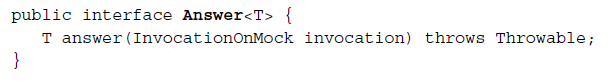 public interface Answer<T> {
T answer(InvocationOnMock invocation) throws Throwable;
}